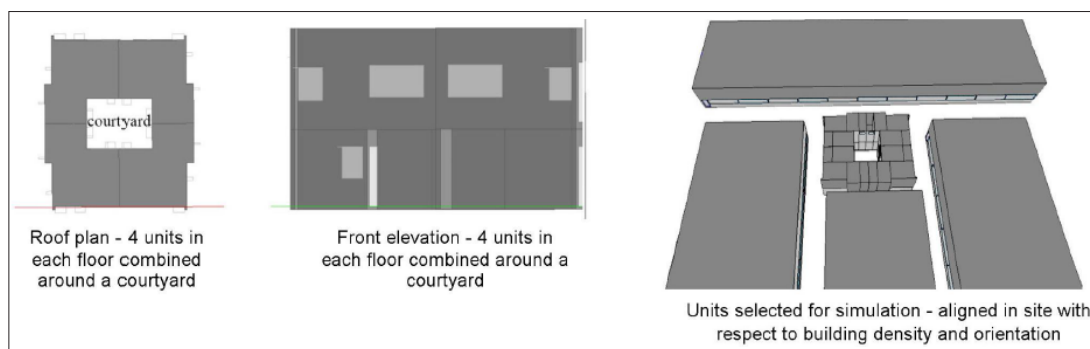 courtyard
Roof plan - 4 units in
each floor combined
around a courtyard
Front elevation - 4 units in
each floor combined around a
courtyard
Units selected for simulation - aligned in site with
respect to building density and orientation